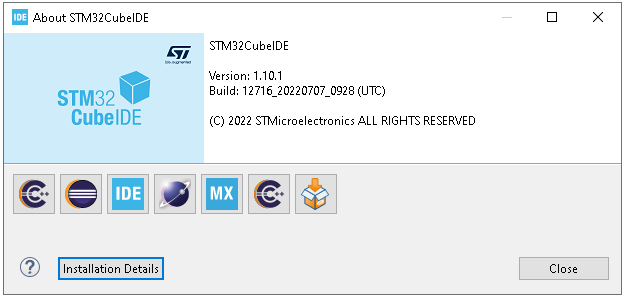 IDE About STM32CubeIDE
STM32CubeIDE
Version: 1.10.1
Build: 12716_20220707_0928 (UTC)
(C) 2022 STMicroelectronics ALL RIGHTS RESERVED
ST
life.augmented
STM32
CubeIDE
IDE
MX
?
Installation Details
Close